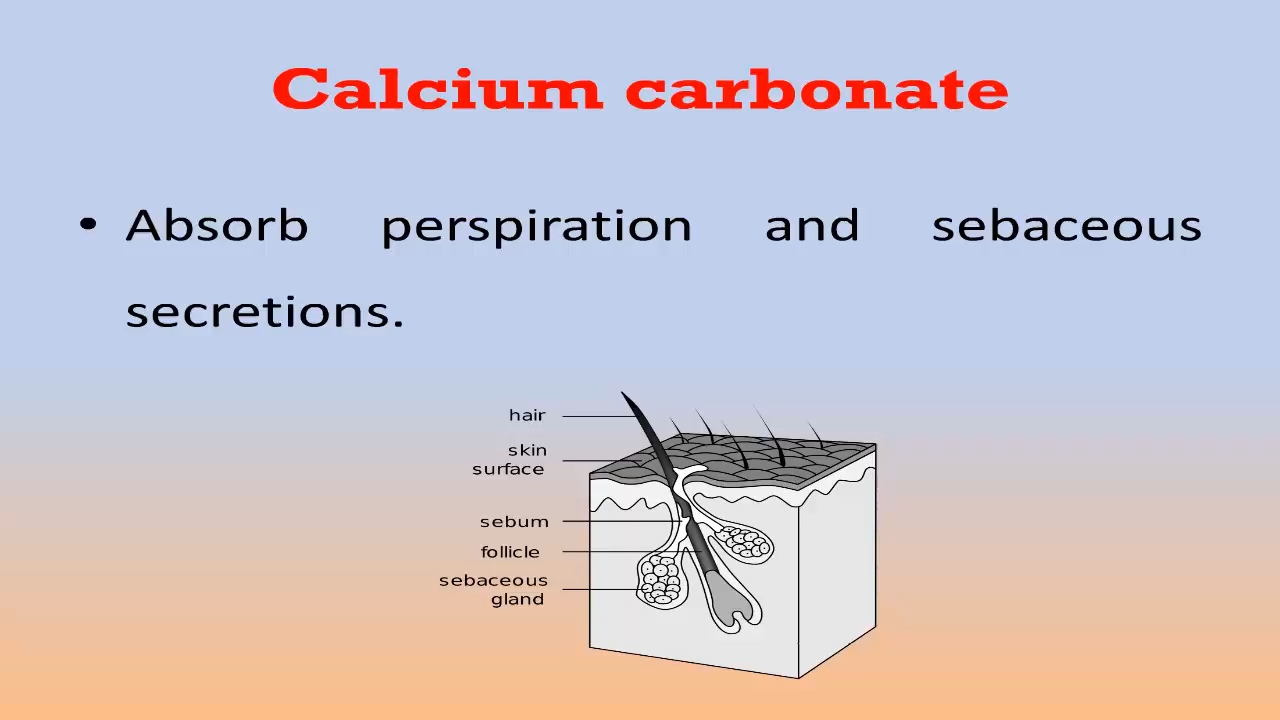 Calcium carbonate
• Absorb perspiration and sebaceous
secretions.
hair
skin
surface
sebum
follicle
sebaceous
gland